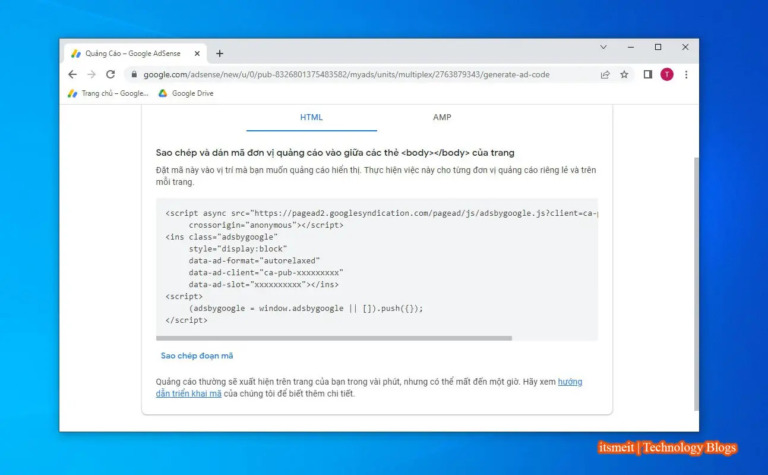 Quảng Cáo – Google AdSense
google.com/adsense/new/u/0/pub-8326801375483582/myads/units/multiplex/2763879343/generate-ad-code
T
Trang chủ – Google...
Google Drive
HTML
AMP
Sao chép và dán mã đơn vị quảng cáo vào giữa các thẻ <body></body> của trang
Đặt mã này vào vị trí mà bạn muốn quảng cáo hiển thị. Thực hiện việc này cho từng đơn vị quảng cáo riêng lẻ và trên
mỗi trang.
<script async src="https://pagead2.googlesyndication.com/pagead/js/adsbygoogle.js?client=ca-p
crossorigin="anonymous"></script>
<ins class="adsbygoogle"
style="display:block"
data-ad-format="autorelaxed"
data-ad-client="ca-pub-xxxxxxxxx"
data-ad-slot="xxxxxxxxxx"></ins>
<script>
(adsbygoogle = window.adsbygoogle || []).push({});
</script>
Sao chép đoạn mã
Quảng cáo thường sẽ xuất hiện trên trang của bạn trong vài phút, nhưng có thể mất đến một giờ. Hãy xem hướng
dẫn triển khai mã của chúng tôi để biết thêm chi tiết.
itsmeit | Technology Blogs